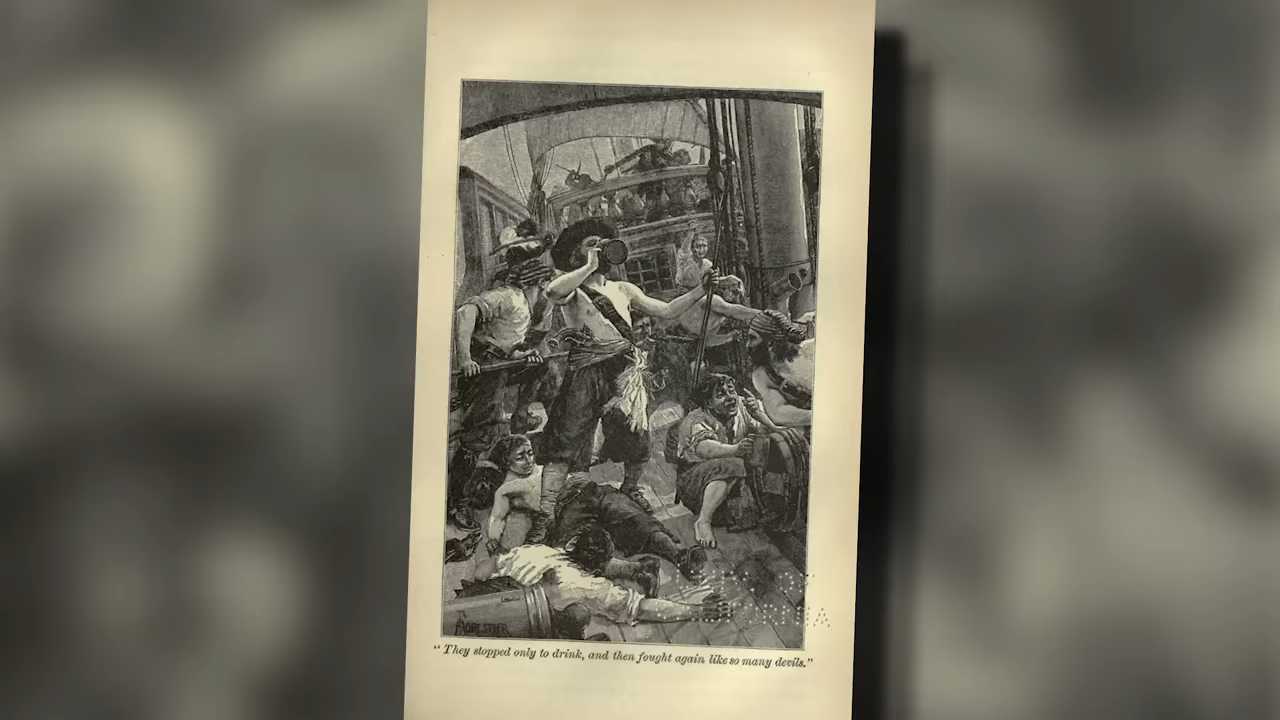 FORESTIER
"They stopped only to drink, and then fought again like so many devils."